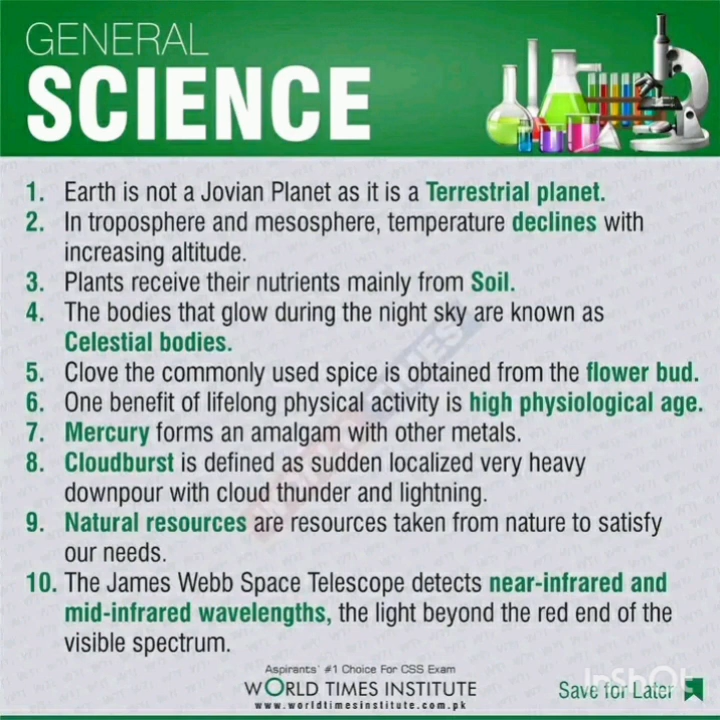 GENERAL
SCIENCE
1. Earth is not a Jovian Planet as it is a Terrestrial planet.
2. In troposphere and mesosphere, temperature declines with
increasing altitude.
3. Plants receive their nutrients mainly from Soil.
4. The bodies that glow during the night sky are known as
Celestial bodies.
5. Clove the commonly used spice is obtained from the flower bud.
6. One benefit of lifelong physical activity is high physiological age.
7. Mercury forms an amalgam with other metals.
8. Cloudburst is defined as sudden localized very heavy
downpour with cloud thunder and lightning.
9. Natural resources are resources taken from nature to satisfy
our needs.
10. The James Webb Space Telescope detects near-infrared and
mid-infrared wavelengths, the light beyond the red end of the
visible spectrum.
Aspirants' #1 Choice For CSS Exam
WORLD TIMES INSTITUTE
www.worldtimesinstitute.com.pk
InShOt
Save for Later